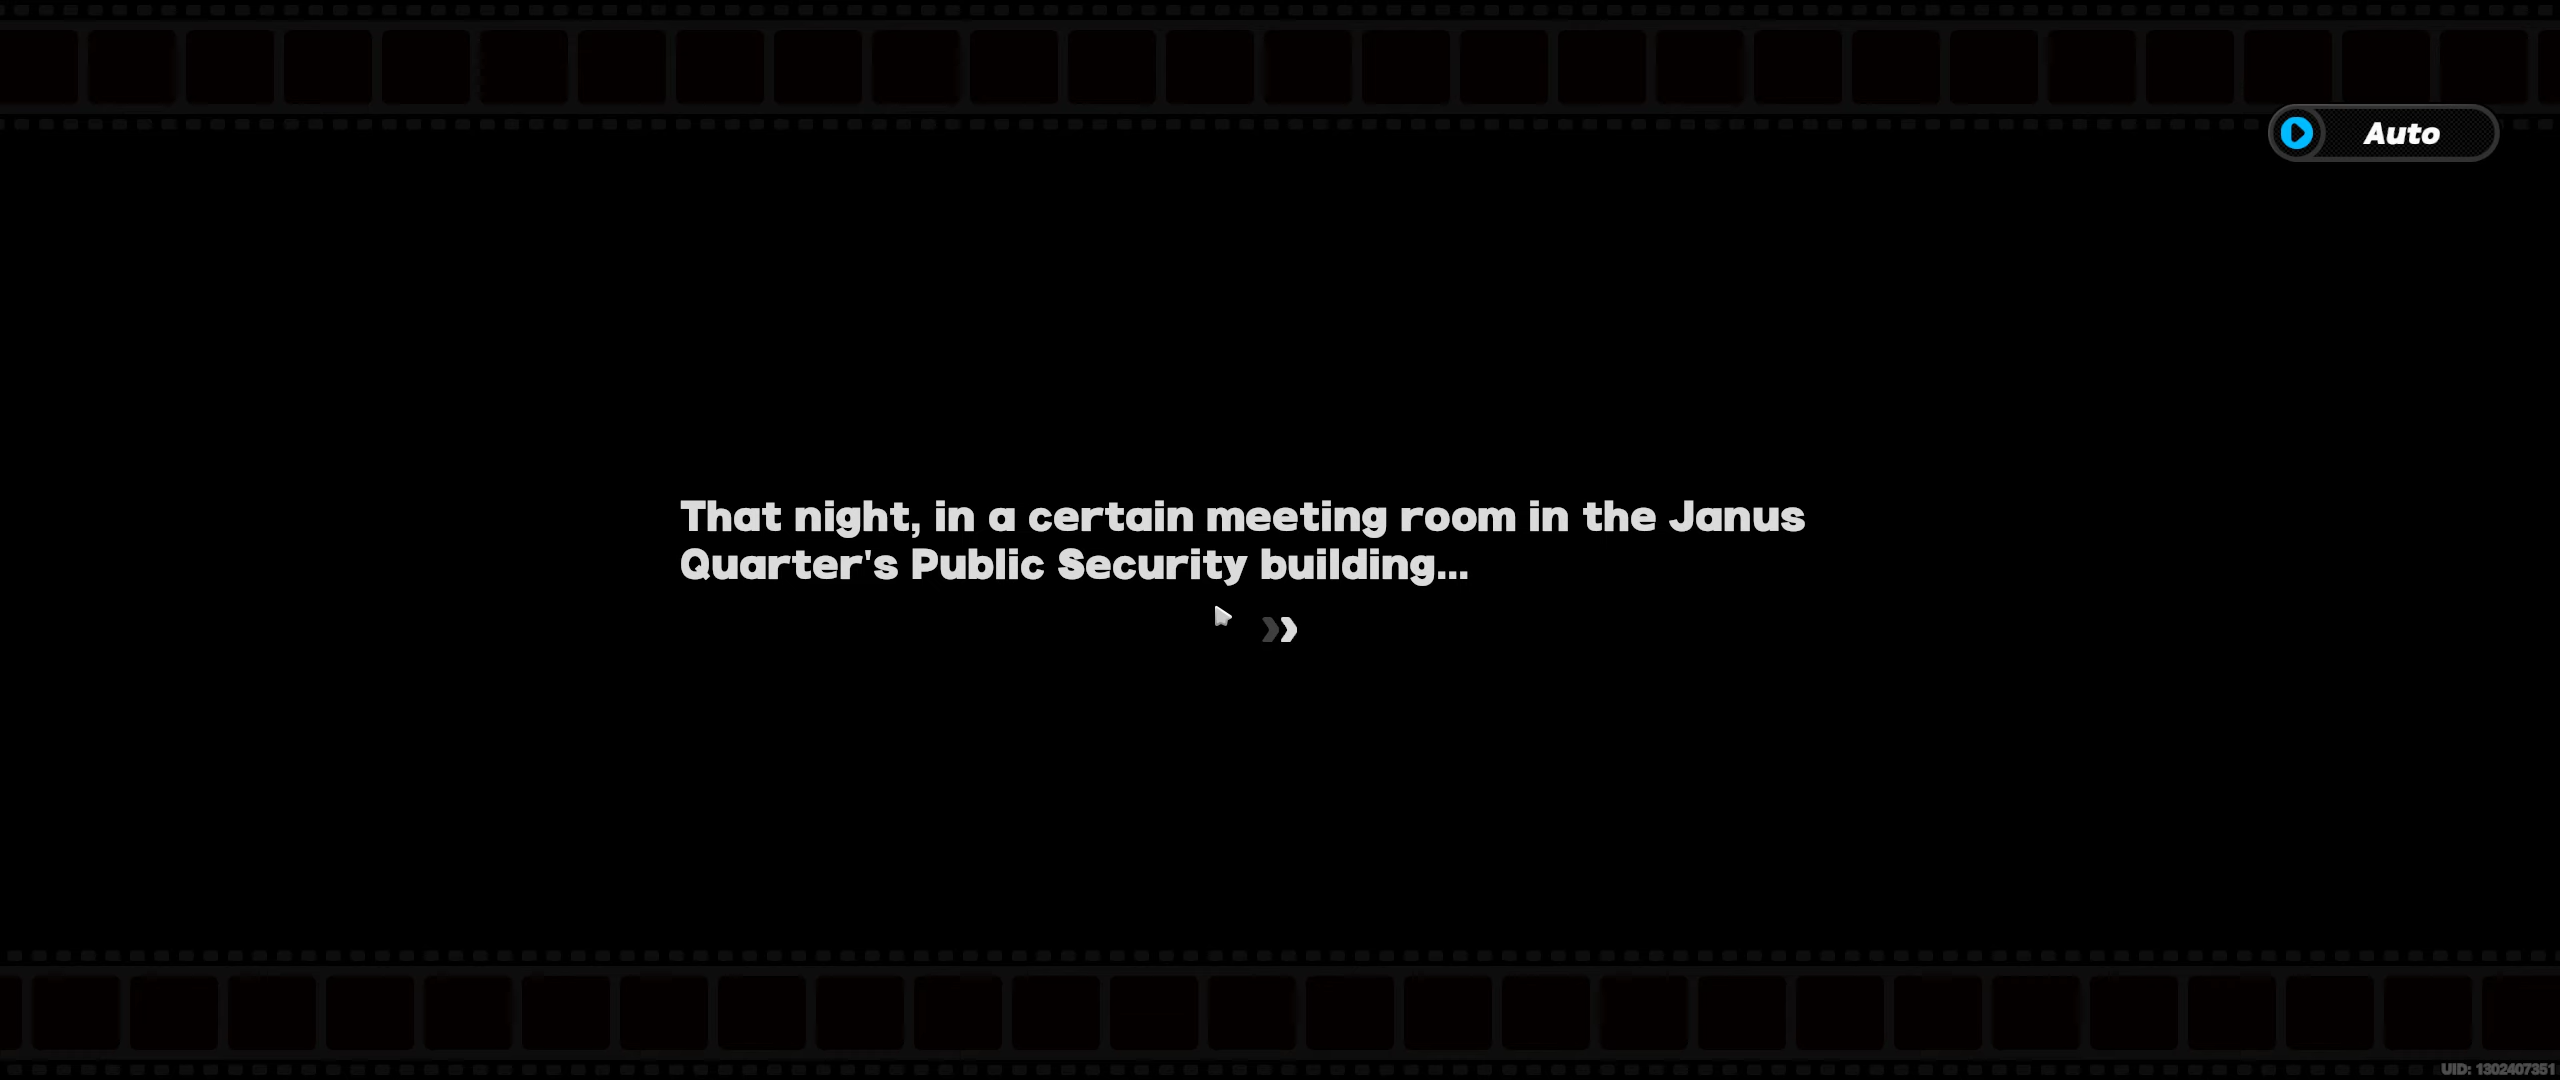 Auto
That night, in a certain meeting room in the Janus
Quarter's Public Security building...
UID: 1302407351